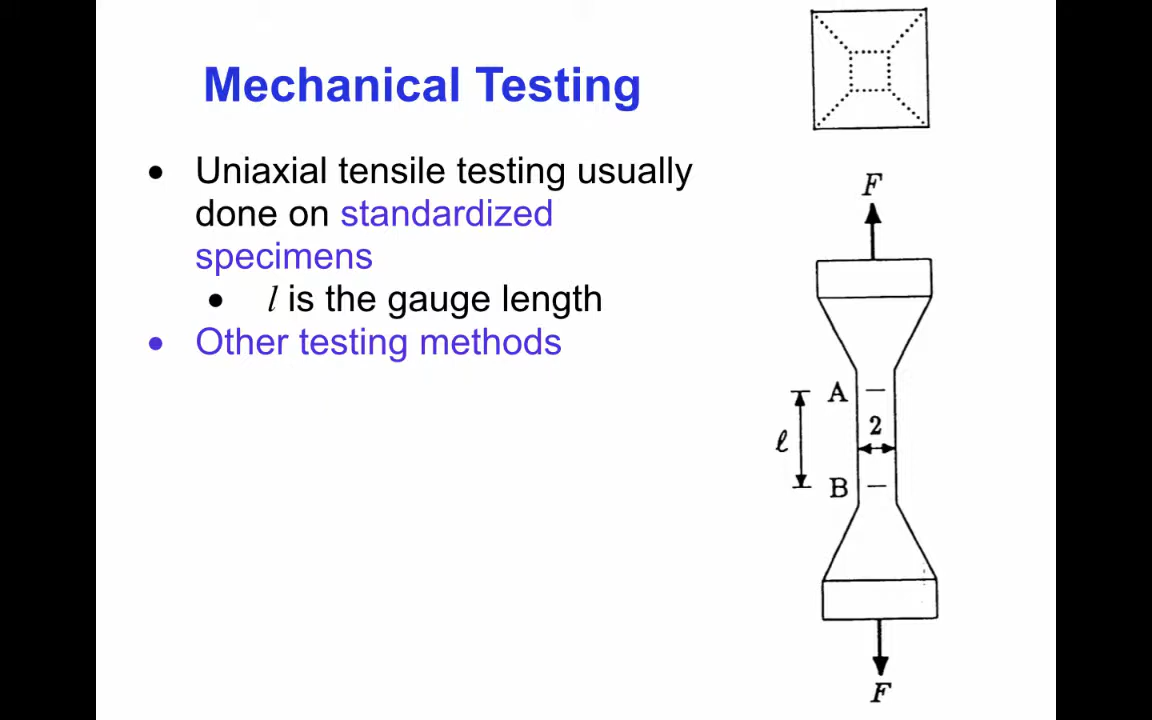 Mechanical Testing
• Uniaxial tensile testing usually
done on standardized
specimens
• l is the gauge length
• Other testing methods
F
A
2
ℓ
B
F